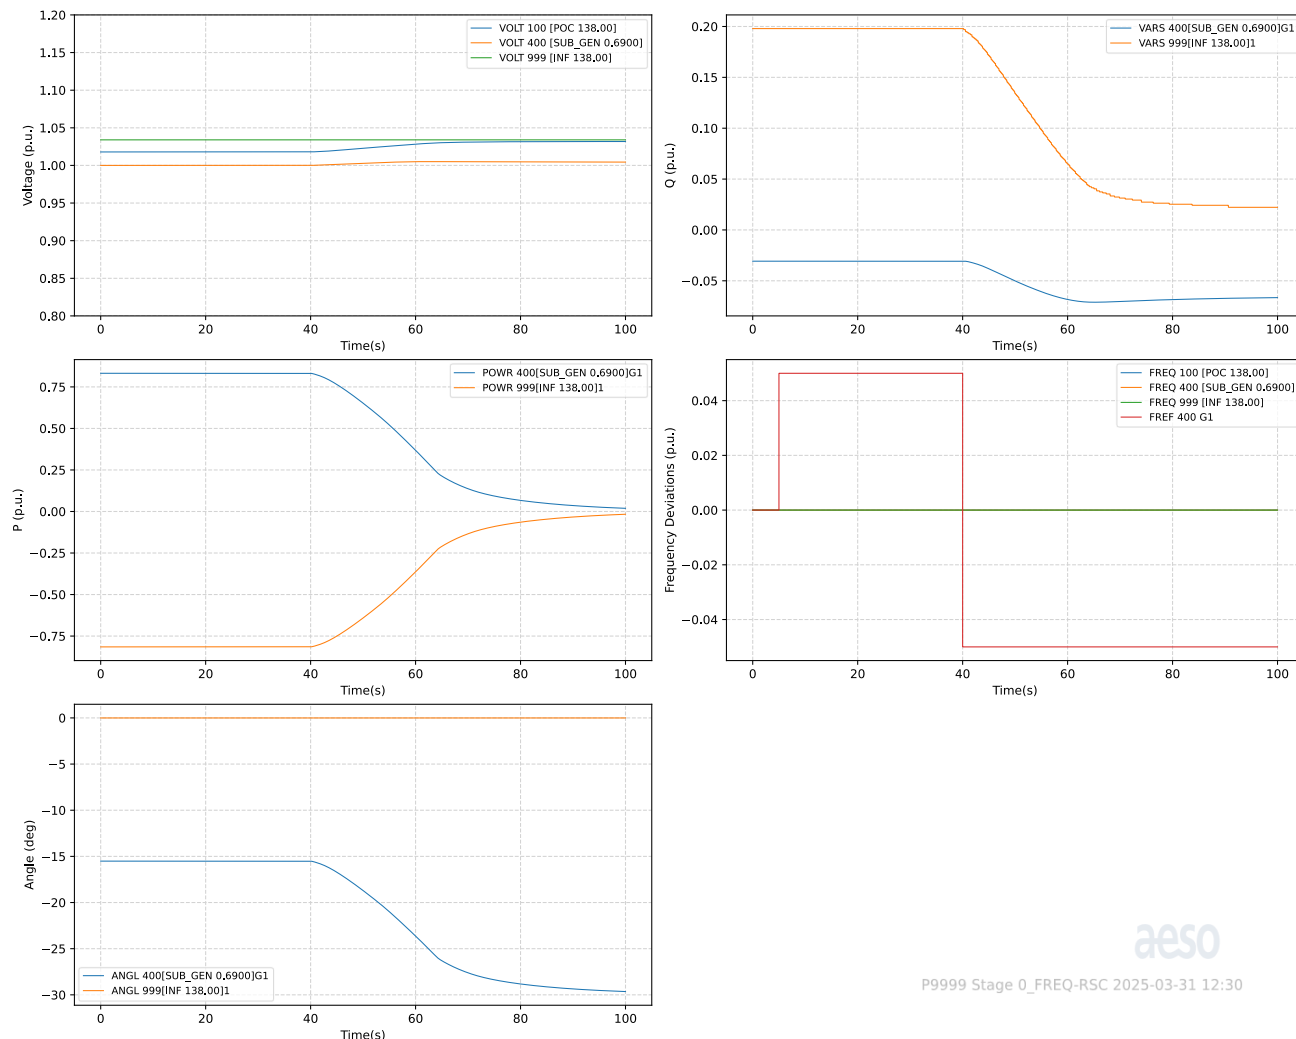 1.20
1.15
1.10
1.05
1.00
0.95
0.90
0.85
0.80
Voltage (p.u.)
VOLT 100 [POC 138.00]
VOLT 400 [SUB_GEN 0.6900]
VOLT 999 [INF 138.00]
0 20 40 60 80 100
Time(s)
0.20
0.15
0.10
0.05
0.00
−0.05
Q (p.u.)
VARS 400[SUB_GEN 0.6900]G1
VARS 999[INF 138.00]1
0 20 40 60 80 100
Time(s)
0.75
0.50
0.25
0.00
−0.25
−0.50
−0.75
P (p.u.)
POWR 400[SUB_GEN 0.6900]G1
POWR 999[INF 138.00]1
0 20 40 60 80 100
Time(s)
0.04
0.02
0.00
−0.02
−0.04
Frequency Deviations (p.u.)
FREQ 100 [POC 138.00]
FREQ 400 [SUB_GEN 0.6900]
FREQ 999 [INF 138.00]
FREF 400 G1
0 20 40 60 80 100
Time(s)
0
−5
−10
−15
−20
−25
−30
Angle (deg)
ANGL 400[SUB_GEN 0.6900]G1
ANGL 999[INF 138.00]1
0 20 40 60 80 100
Time(s)
aeso
P9999 Stage 0_FREQ-RSC 2025-03-31 12:30